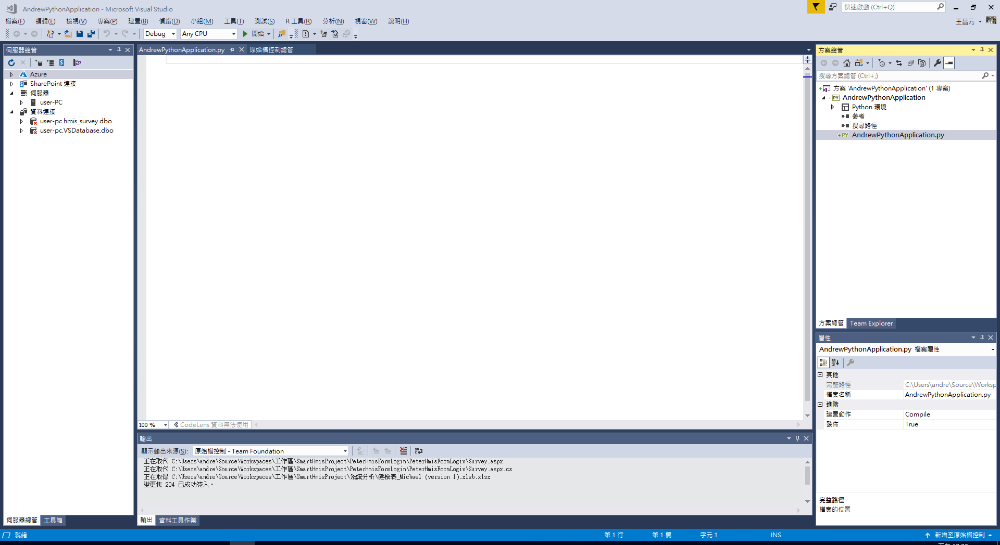 AndrewPythonApplication - Microsoft Visual Studio
快速啟動 (Ctrl+Q)
檔案(F) 編輯(E) 檢視(V) 專案(P) 建置(B) 偵錯(D) 小組(M) 工具(T) 測試(S) R 工具(R) 分析(N) 視窗(W) 說明(H)
王昌元
Debug Any CPU 開始
伺服器總管
Azure
SharePoint 連接
伺服器
user-PC
資料連接
user-pc.hmis_survey.dbo
user-pc.VSDatabase.dbo
伺服器總管 工具箱
AndrewPythonApplication.py 原始檔控制總管
100 % CodeLens 資料無法使用
輸出
顯示輸出來源(S): 原始檔控制 - Team Foundation
正在取代 C:\Users\andre\Source\Workspaces\工作區\SmartHmisProject\PeterHmisFormLogin\PeterHmisFormLogin\Survey.aspx
正在取代 C:\Users\andre\Source\Workspaces\工作區\SmartHmisProject\PeterHmisFormLogin\PeterHmisFormLogin\Survey.aspx.cs
正在取得 C:\Users\andre\Source\Workspaces\工作區\SmartHmisProject\系統分析\健檢表_Michael (version 1).xlsb.xlsx
變更集 204 已成功簽入。
輸出 資料工具作業
方案總管
搜尋方案總管 (Ctrl+;)
方案 'AndrewPythonApplication' (1 專案)
PY AndrewPythonApplication
Python 環境
參考
搜尋路徑
PY AndrewPythonApplication.py
方案總管 Team Explorer
屬性
AndrewPythonApplication.py 檔案屬性
其他
完整路徑 C:\Users\andre\Source\Worksp
檔案名稱 AndrewPythonApplication.py
進階
建置動作 Compile
發佈 True
完整路徑
檔案的位置
就緒 第 1 行 第 1 欄 字元 1 INS 新增至原始檔控制